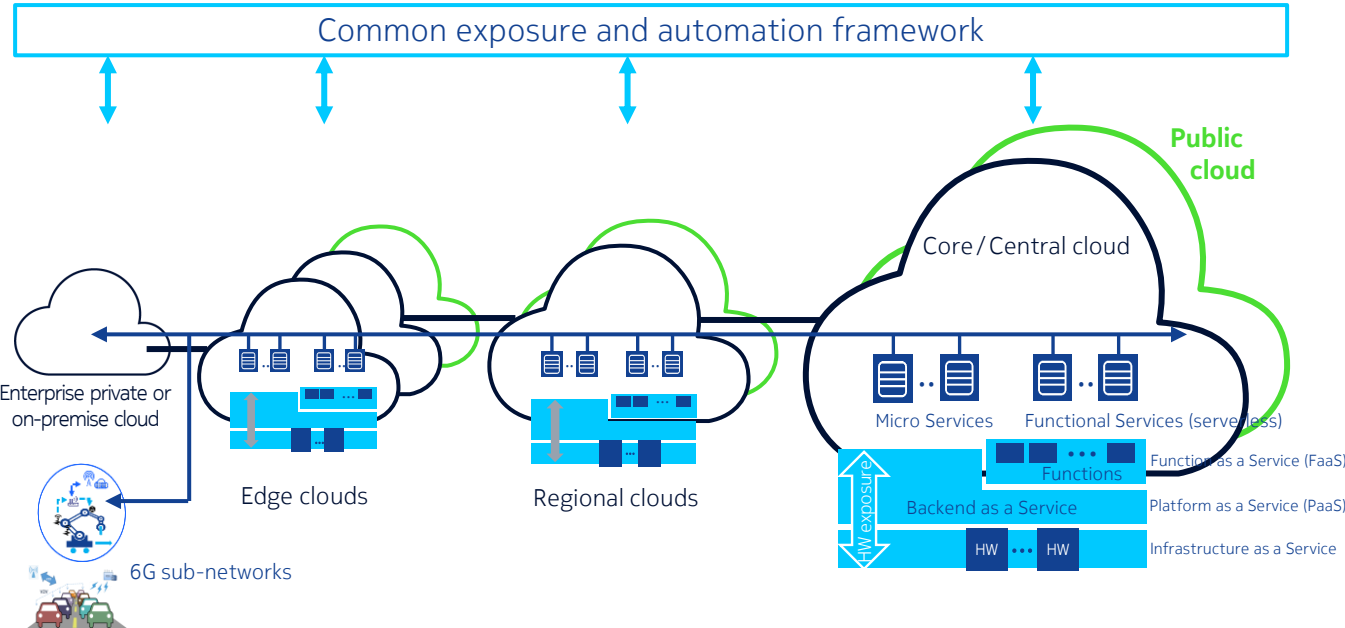 Common exposure and automation framework
Public
cloud
Core / Central cloud
Enterprise private or
on-premise cloud
Micro Services
Functional Services (serverless)
Edge clouds
Regional clouds
HW exposure
Functions
Function as a Service (FaaS)
Backend as a Service
Platform as a Service (PaaS)
HW
HW
Infrastructure as a Service
6G sub-networks